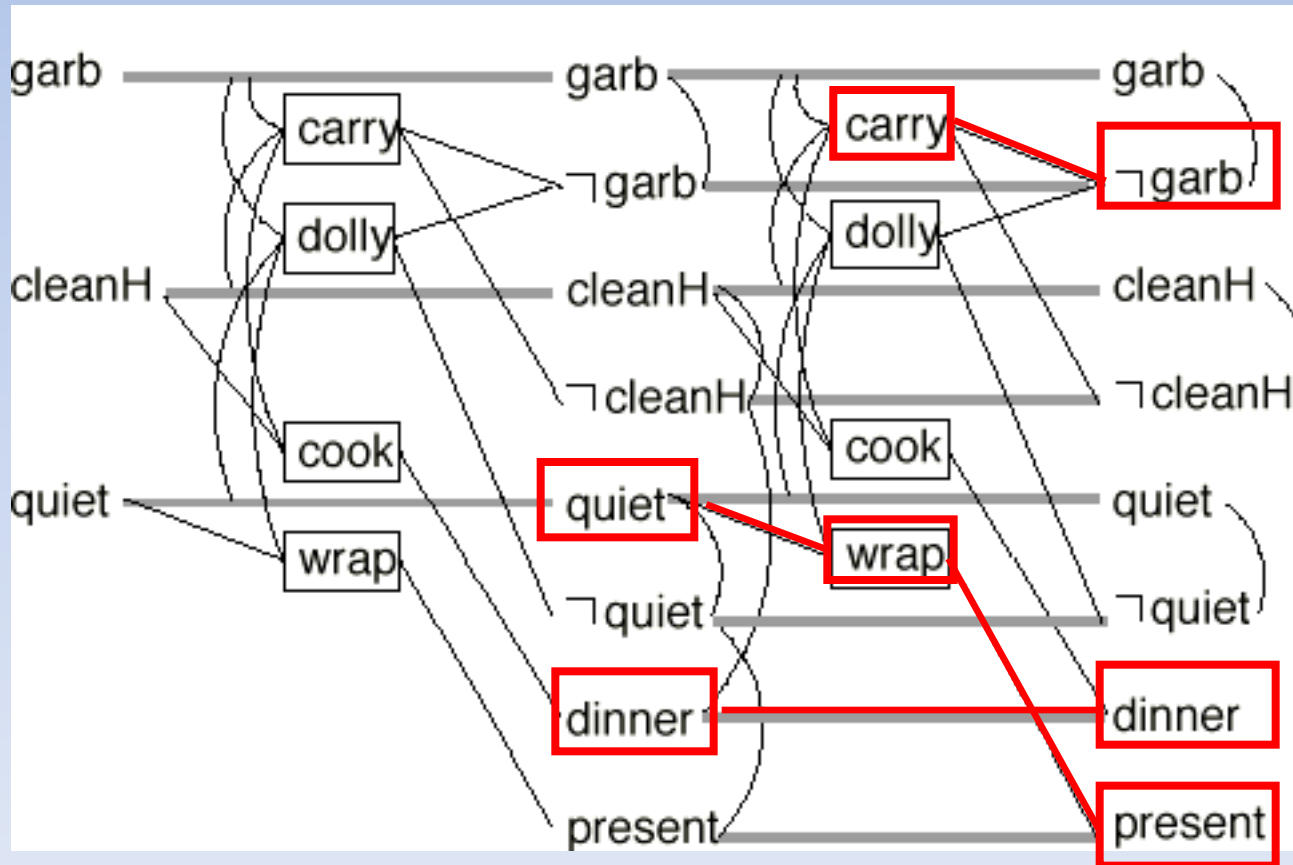 garb
garb
garb
carry
carry
¬garb
¬garb
dolly
dolly
cleanH
cleanH
cleanH
¬cleanH
¬cleanH
cook
cook
quiet
quiet
quiet
wrap
wrap
¬quiet
¬quiet
dinner
dinner
present
present